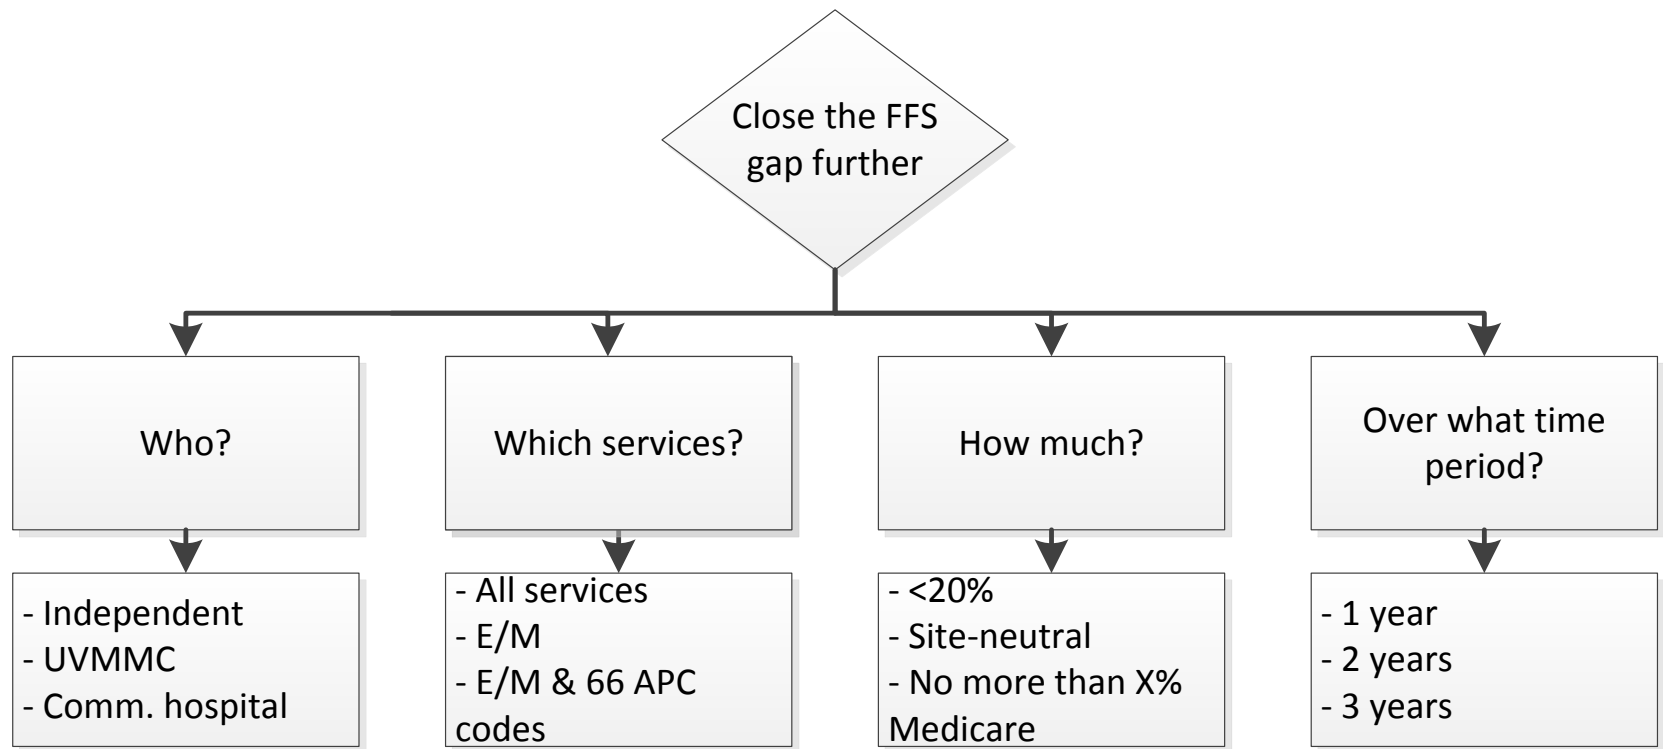 Close the FFS
gap further
Who?
Which services?
How much?
Over what time
period?
- Independent
- UVMMC
- Comm. hospital
- All services
- E/M
- E/M & 66 APC
codes
- <20%
- Site-neutral
- No more than X%
Medicare
- 1 year
- 2 years
- 3 years